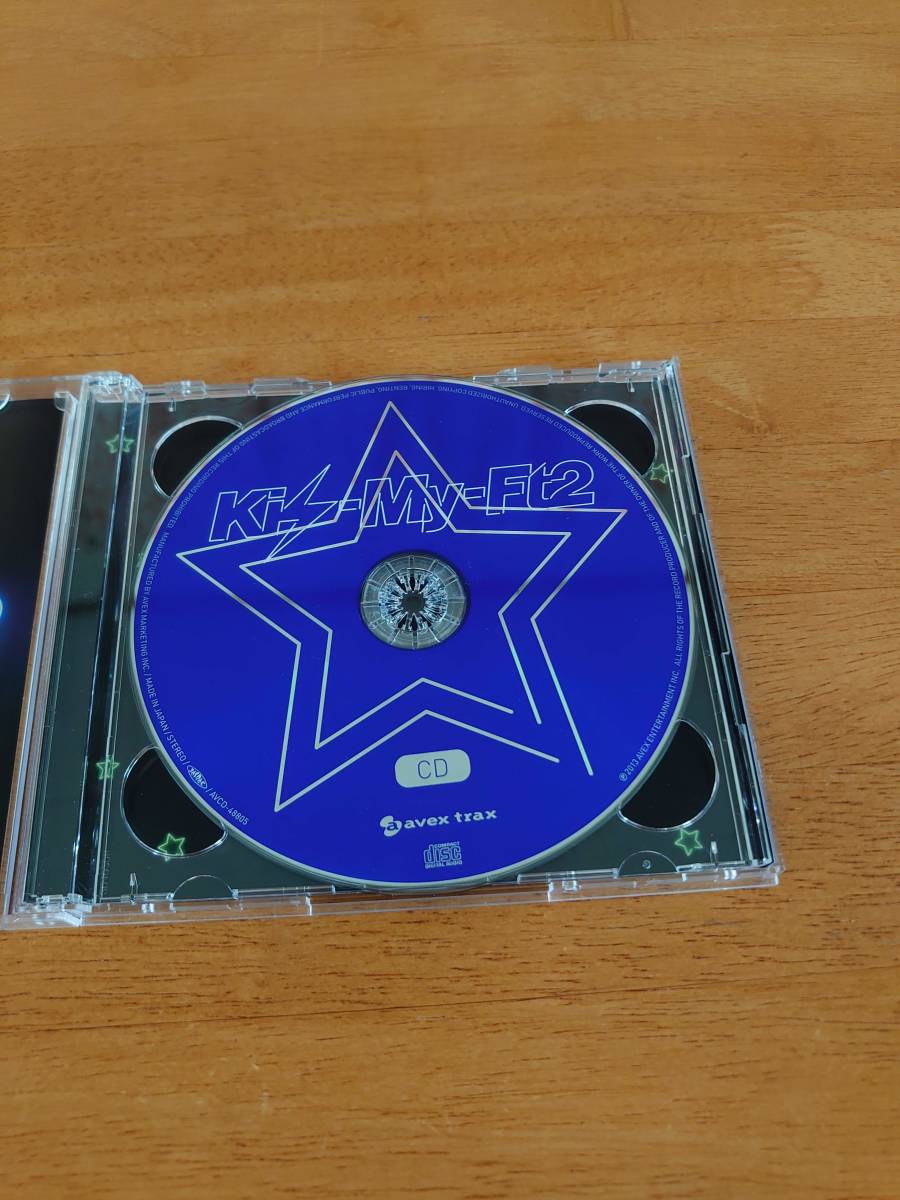 Kis-My-Ft2
CD
avex trax
COMPACT
disc
DIGITAL AUDIO
℗2013 AVEX ENTERTAINMENT INC. ALL RIGHTS OF THE RECORD PRODUCER AND OF THE OWNER OF THE WORK REPRODUCED RESERVED. UNAUTHORIZED COPYING, HIRING, RENTING, PUBLIC PERFORMANCE AND BROADCASTING OF THIS RECORDING PROHIBITED. MANUFACTURED BY AVEX MARKETING INC. / MADE IN JAPAN / STEREO / / AVCD-48805